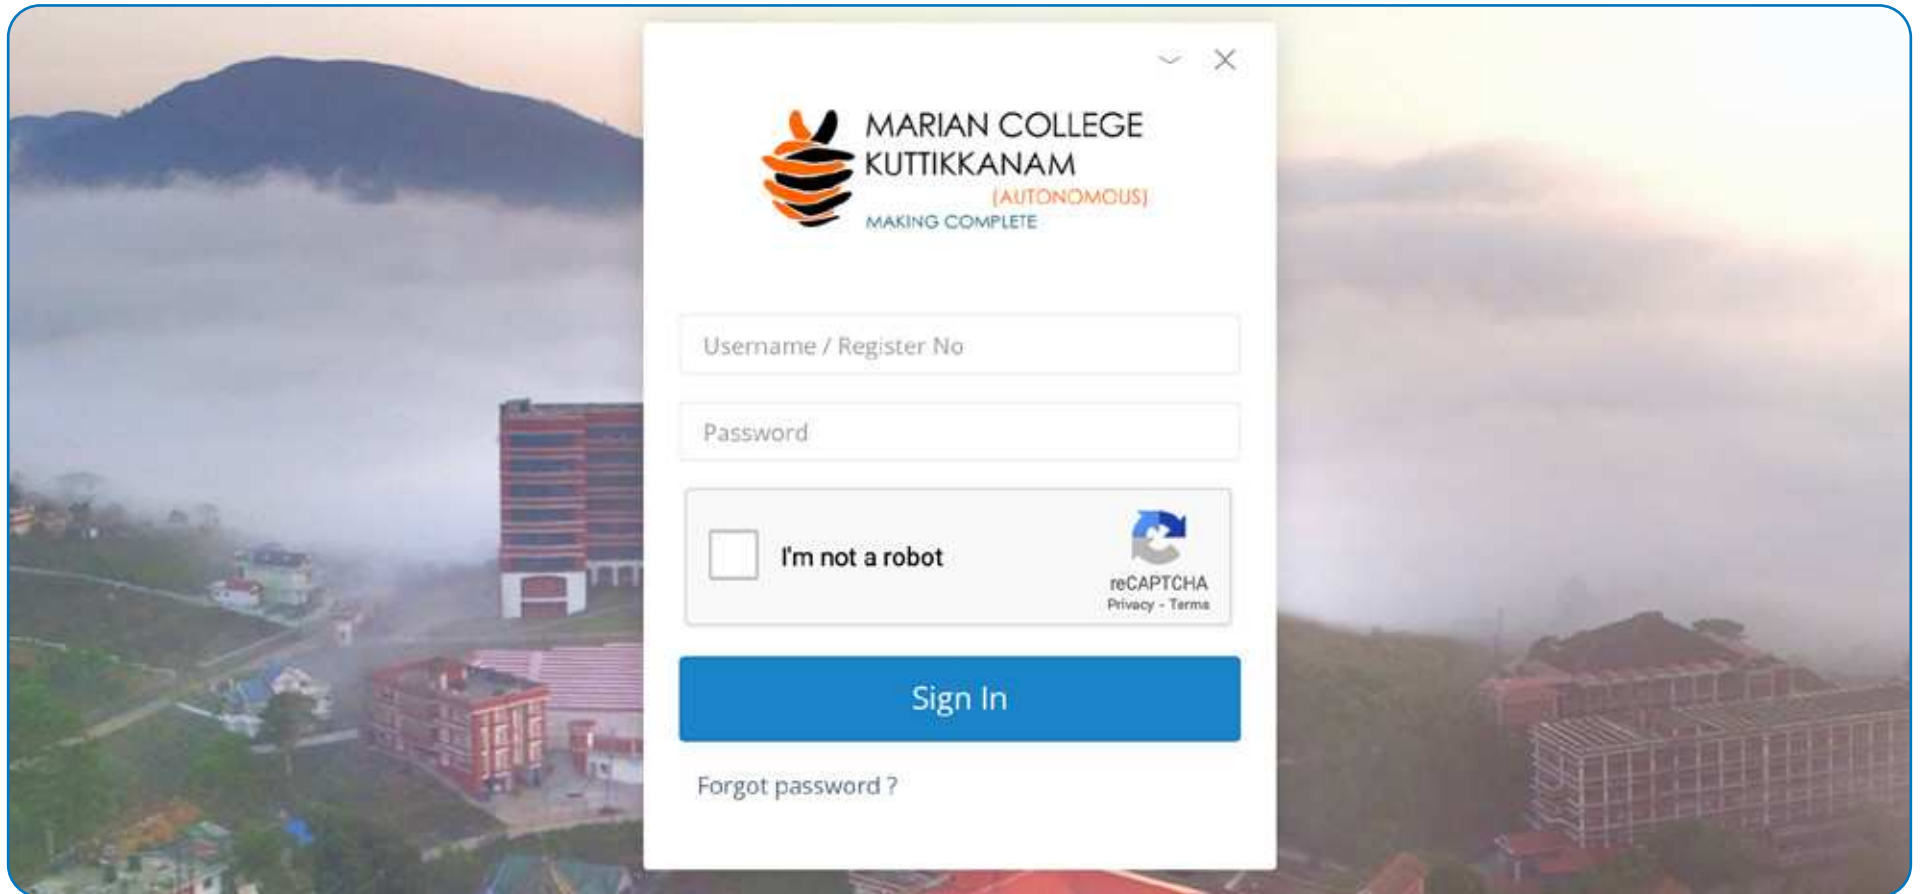 MARIAN COLLEGE
KUTTIKKANAM
(AUTONOMOUS)
MAKING COMPLETE
Username / Register No
Password
I'm not a robot
reCAPTCHA
Privacy - Terms
Sign In
Forgot password ?